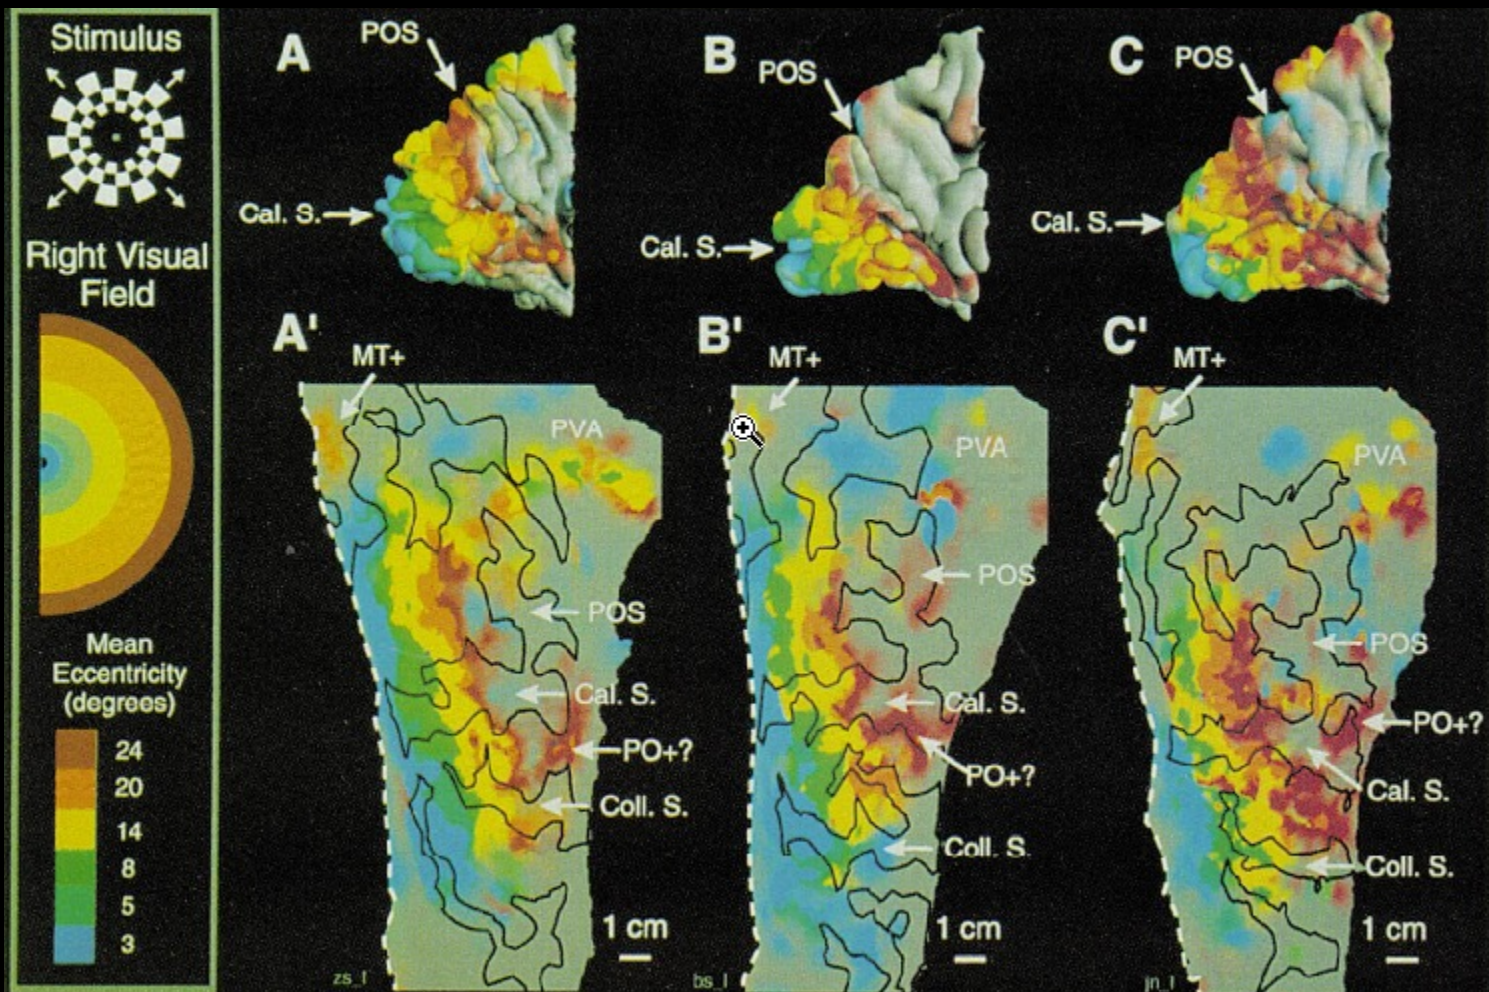 Stimulus
Right Visual
Field
Mean
Eccentricity
(degrees)
24
20
14
8
5
3
A
POS
Cal. S.
B
POS
Cal. S.
C
POS
Cal. S.
A'
MT+
PVA
POS
Cal. S.
PO+?
Coll. S.
1 cm
zs_l
B'
MT+
PVA
POS
Cal. S.
PO+?
Coll. S.
1 cm
bs_l
C'
MT+
PVA
POS
PO+?
Cal. S.
Coll. S.
1 cm
jn_l